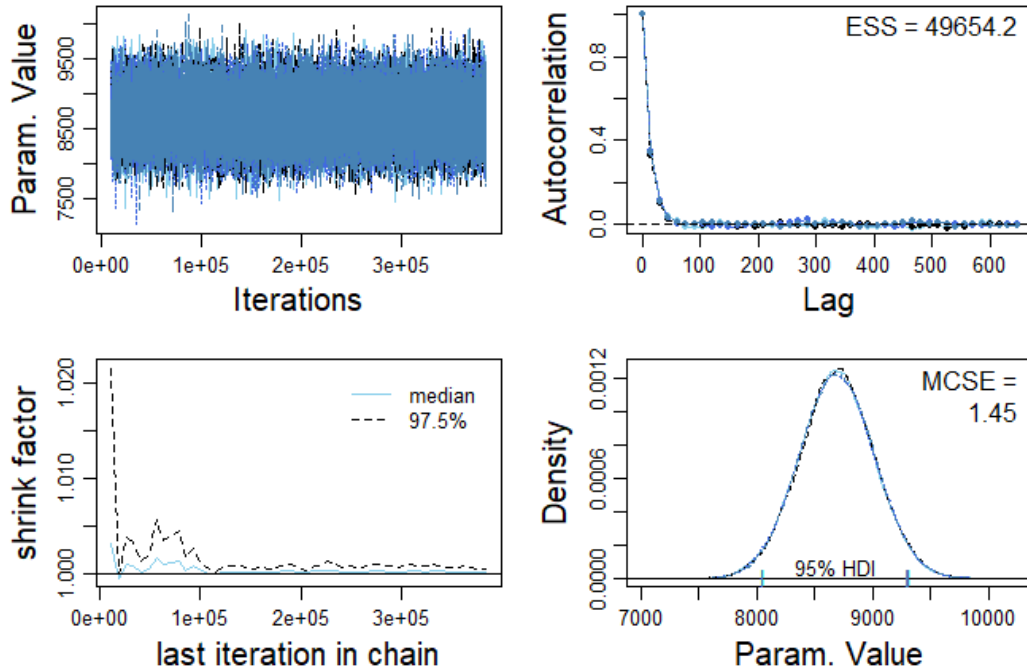 Param. Value
9500
8500
7500
0e+00 1e+05 2e+05 3e+05
Iterations
Autocorrelation
0.8
0.4
0.0
ESS = 49654.2
0 100 200 300 400 500 600
Lag
shrink factor
1.020
1.010
1.000
median
97.5%
0e+00 1e+05 2e+05 3e+05
last iteration in chain
Density
0.0012
0.0006
0.0000
MCSE =
1.45
95% HDI
7000 8000 9000 10000
Param. Value